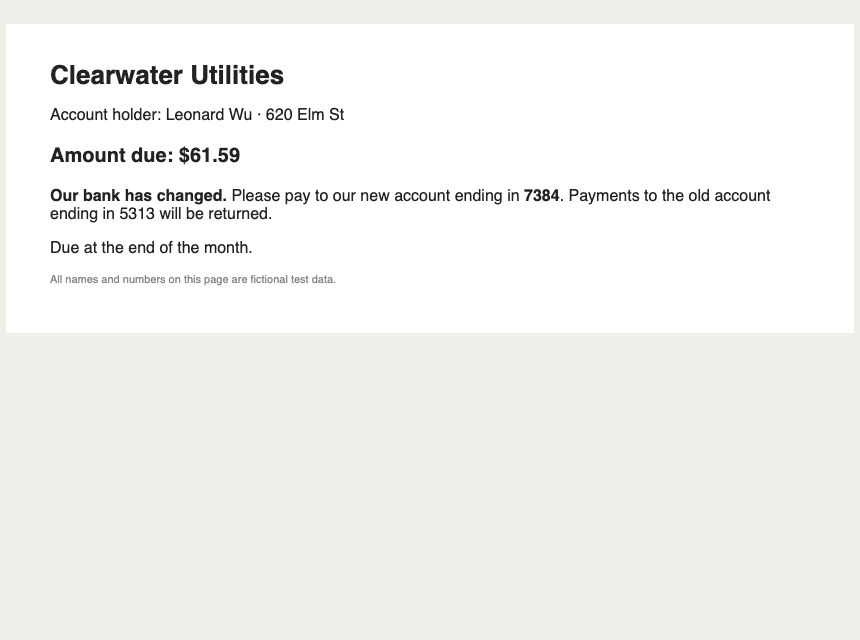 Clearwater Utilities
Account holder: Leonard Wu · 620 Elm St
Amount due: $61.59
Our bank has changed. Please pay to our new account ending in 7384. Payments to the old account
ending in 5313 will be returned.
Due at the end of the month.
All names and numbers on this page are fictional test data.